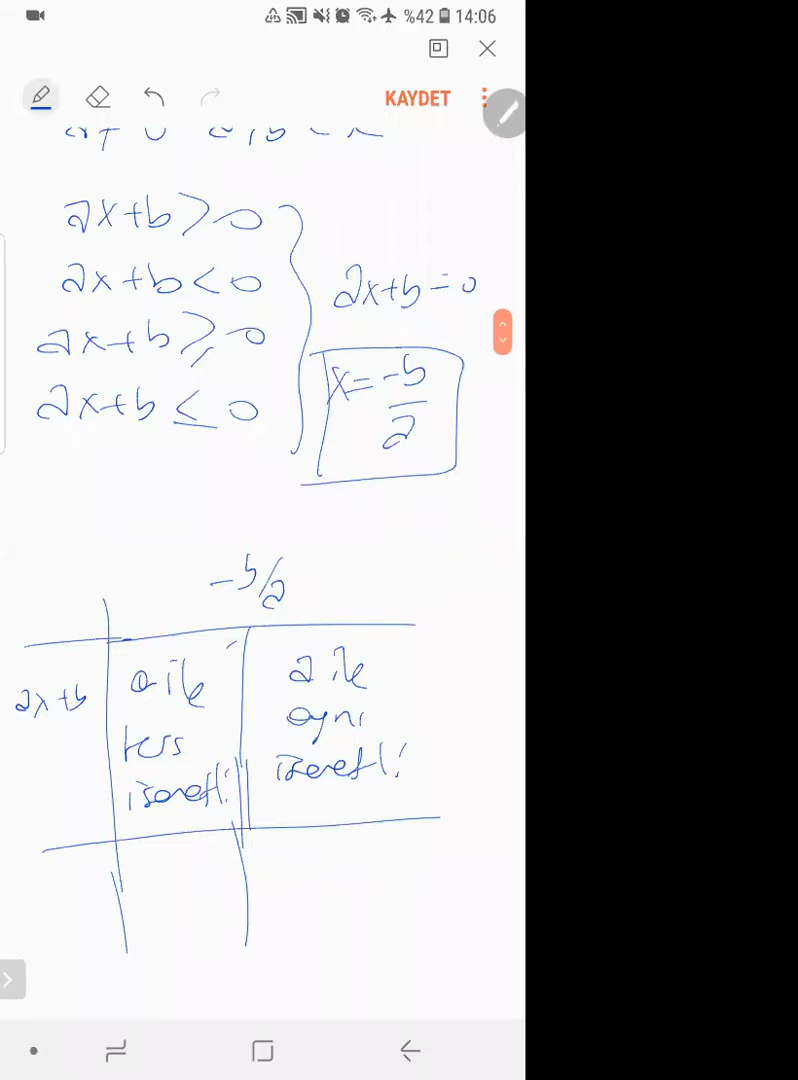 %42 14:06
KAYDET
ax+b>0
ax+b<0
ax+b≥0
ax+b≤0
ax+b=0
x=-b/a
-b/a
ax+b
a ile
ters
işaretli
a ile
aynı
işaretli